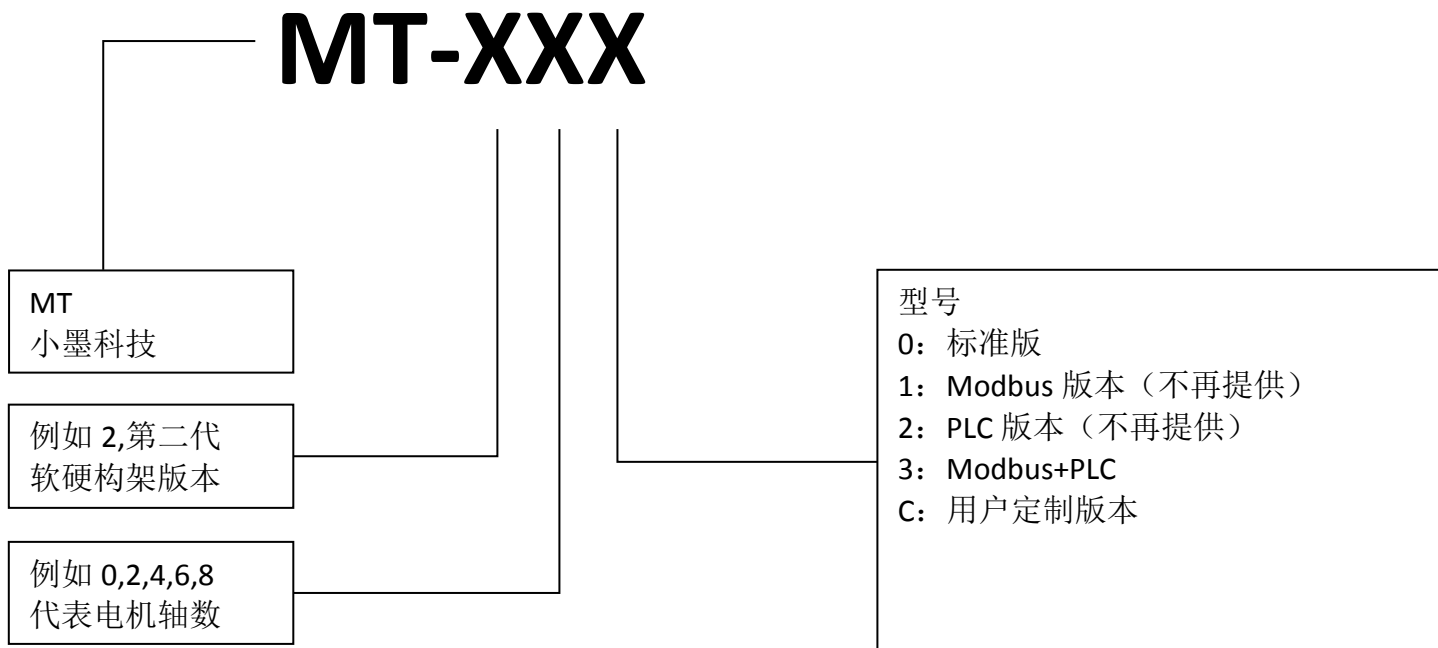 MT-XXX
MT
小墨科技
例如 2,第二代
软硬构架版本
例如 0,2,4,6,8
代表电机轴数
型号
0：标准版
1：Modbus 版本（不再提供）
2：PLC 版本（不再提供）
3：Modbus+PLC
C：用户定制版本